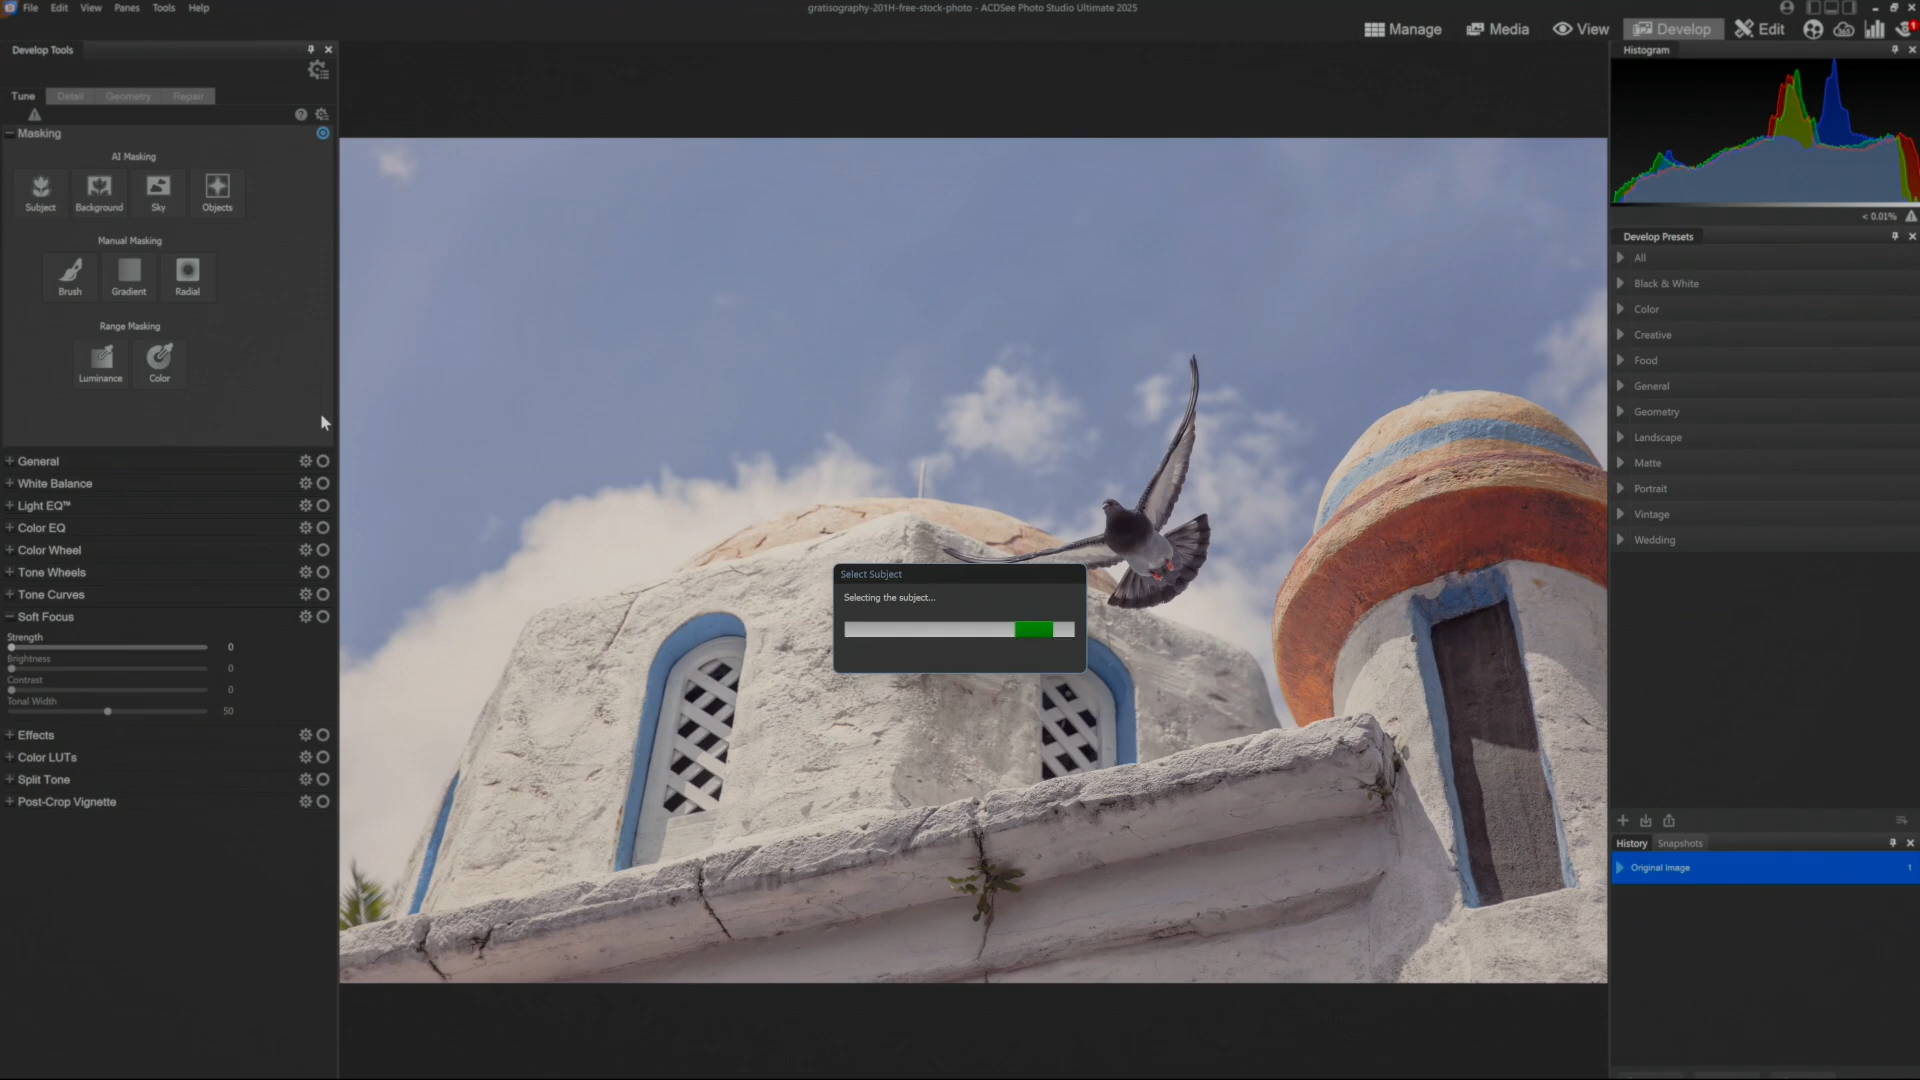 File Edit View Panes Tools Help
gratisography-201H-free-stock-photo - ACDSee Photo Studio Ultimate 2025
Manage Media View Develop Edit 365 1
Develop Tools
Tune Detail Geometry Repair
Masking
AI Masking
Subject Background Sky Objects
Manual Masking
Brush Gradient Radial
Range Masking
Luminance Color
General
White Balance
Light EQ™
Color EQ
Color Wheel
Tone Wheels
Tone Curves
Soft Focus
Strength 0
Brightness 0
Contrast 0
Tonal Width 50
Effects
Color LUTs
Split Tone
Post-Crop Vignette
Select Subject
Selecting the subject...
Histogram
< 0.01%
Develop Presets
All
Black & White
Color
Creative
Food
General
Geometry
Landscape
Matte
Portrait
Vintage
Wedding
History Snapshots
Original Image 1